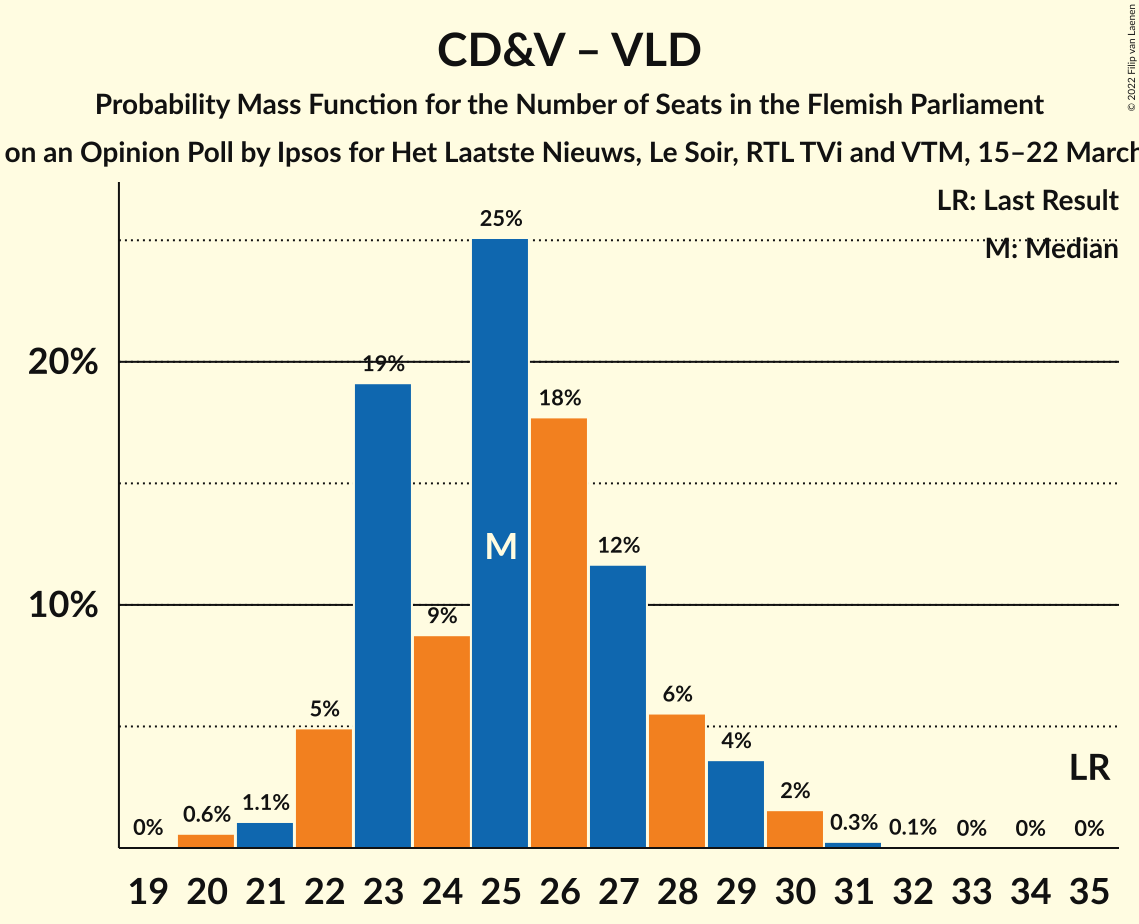 CD&V – VLD
Probability Mass Function for the Number of Seats in the Flemish Parliament
on an Opinion Poll by Ipsos for Het Laatste Nieuws, Le Soir, RTL TVi and VTM, 15–22 March
© 2022 Filip van Laenen
LR: Last Result
M: Median
25%
20%
19%
18%
M
12%
10%
9%
5%
6%
4%
LR
0%
0.6%
1.1%
2%
0.3%
0.1%
0%
0%
0%
19 20 21 22 23 24 25 26 27 28 29 30 31 32 33 34 35